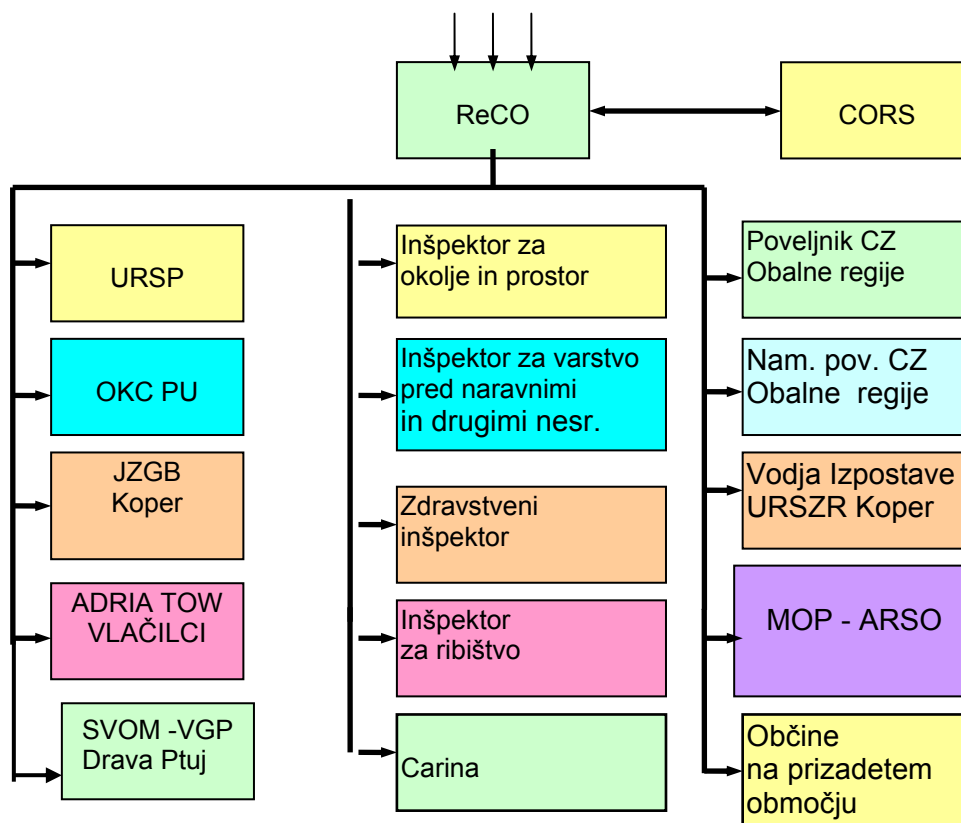 ReCO
CORS
URSP
OKC PU
JZGB
Koper
ADRIA TOW
VLAČILCI
SVOM -VGP
Drava Ptuj
Inšpektor za
okolje in prostor
Inšpektor za varstvo
pred naravnimi
in drugimi nesr.
Zdravstveni
inšpektor
Inšpektor
za ribištvo
Carina
Poveljnik CZ
Obalne regije
Nam. pov. CZ
Obalne regije
Vodja Izpostave
URSZR Koper
MOP - ARSO
Občine
na prizadetem
območju